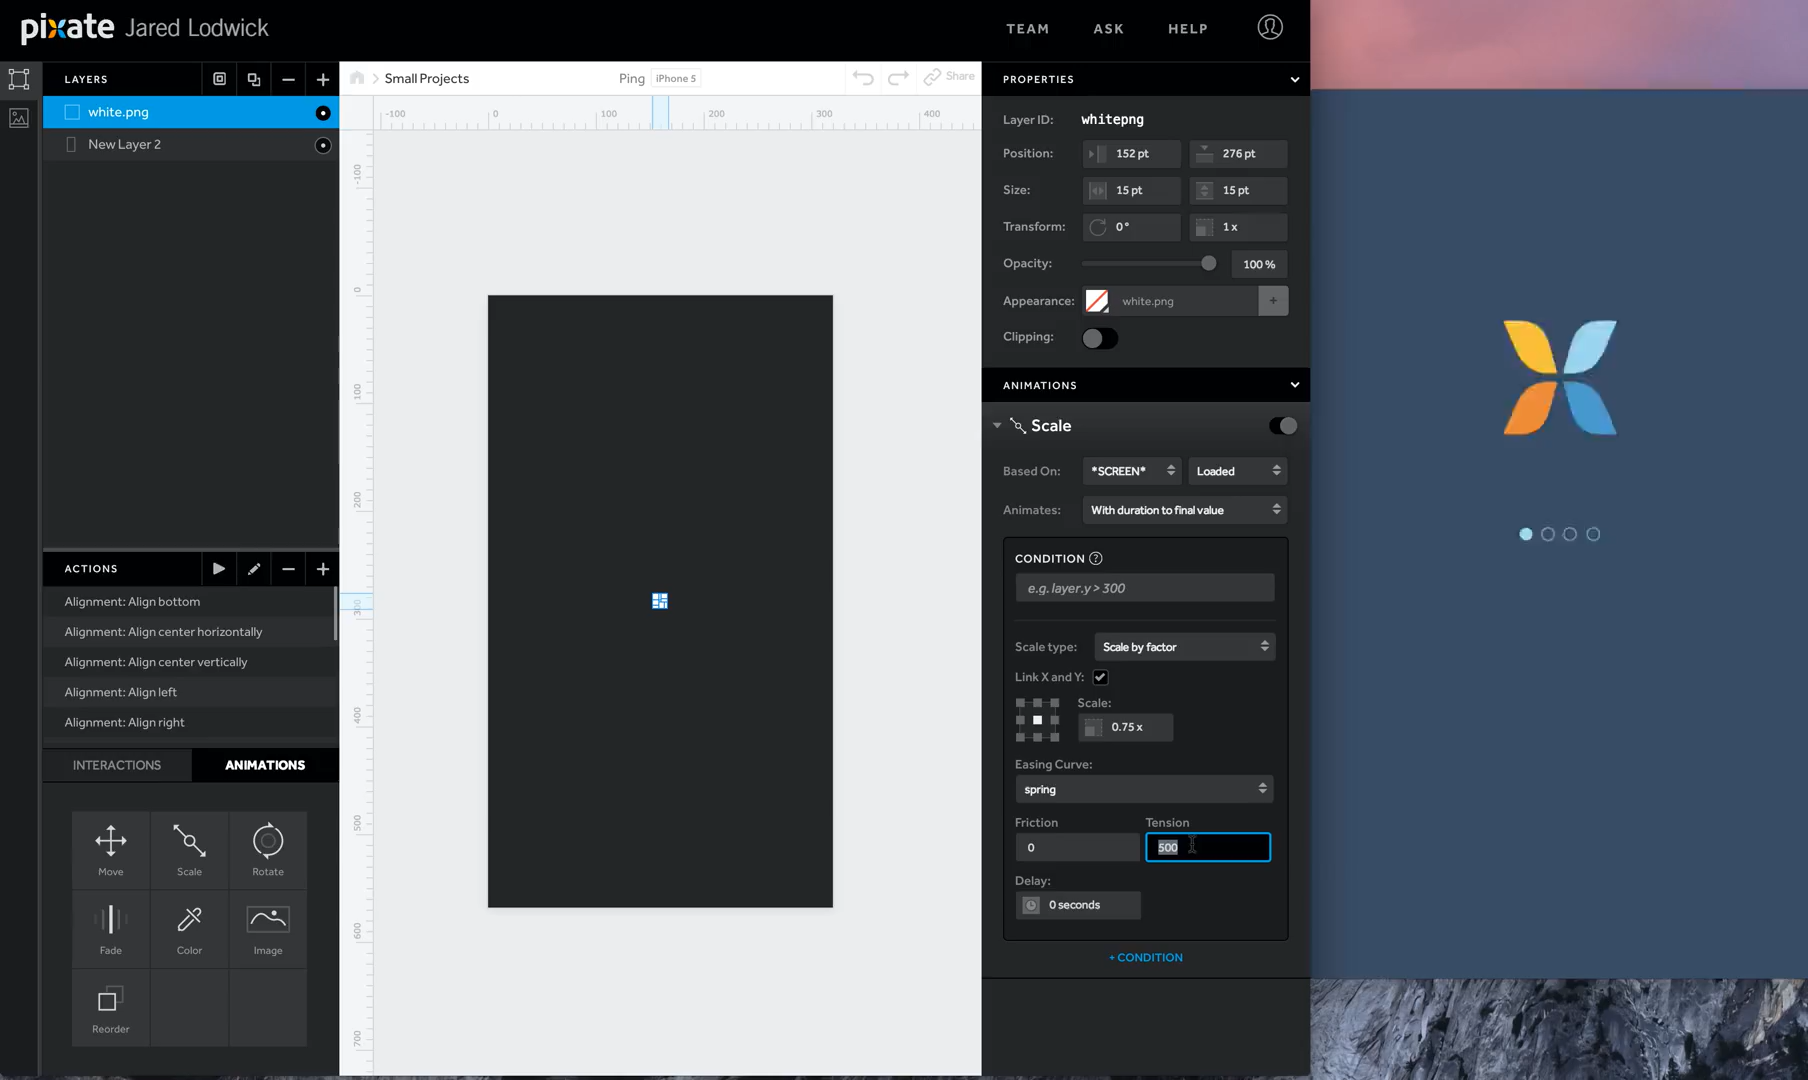 pixate Jared Lodwick
TEAM
ASK
HELP
LAYERS
white.png
New Layer 2
Small Projects
Ping
iPhone 5
Share
-100
0
100
200
300
400
-100
0
100
200
300
400
500
600
700
ACTIONS
Alignment: Align bottom
Alignment: Align center horizontally
Alignment: Align center vertically
Alignment: Align left
Alignment: Align right
INTERACTIONS
ANIMATIONS
Move
Scale
Rotate
Fade
Color
Image
Reorder
PROPERTIES
Layer ID: whitepng
Position: 152 pt 276 pt
Size: 15 pt 15 pt
Transform: 0° 1 x
Opacity: 100 %
Appearance: white.png +
Clipping:
ANIMATIONS
Scale
Based On: *SCREEN* Loaded
Animates: With duration to final value
CONDITION ?
e.g. layer.y > 300
Scale type: Scale by factor
Link X and Y:
Scale:
0.75 x
Easing Curve:
spring
Friction Tension
0 500
Delay:
0 seconds
+ CONDITION